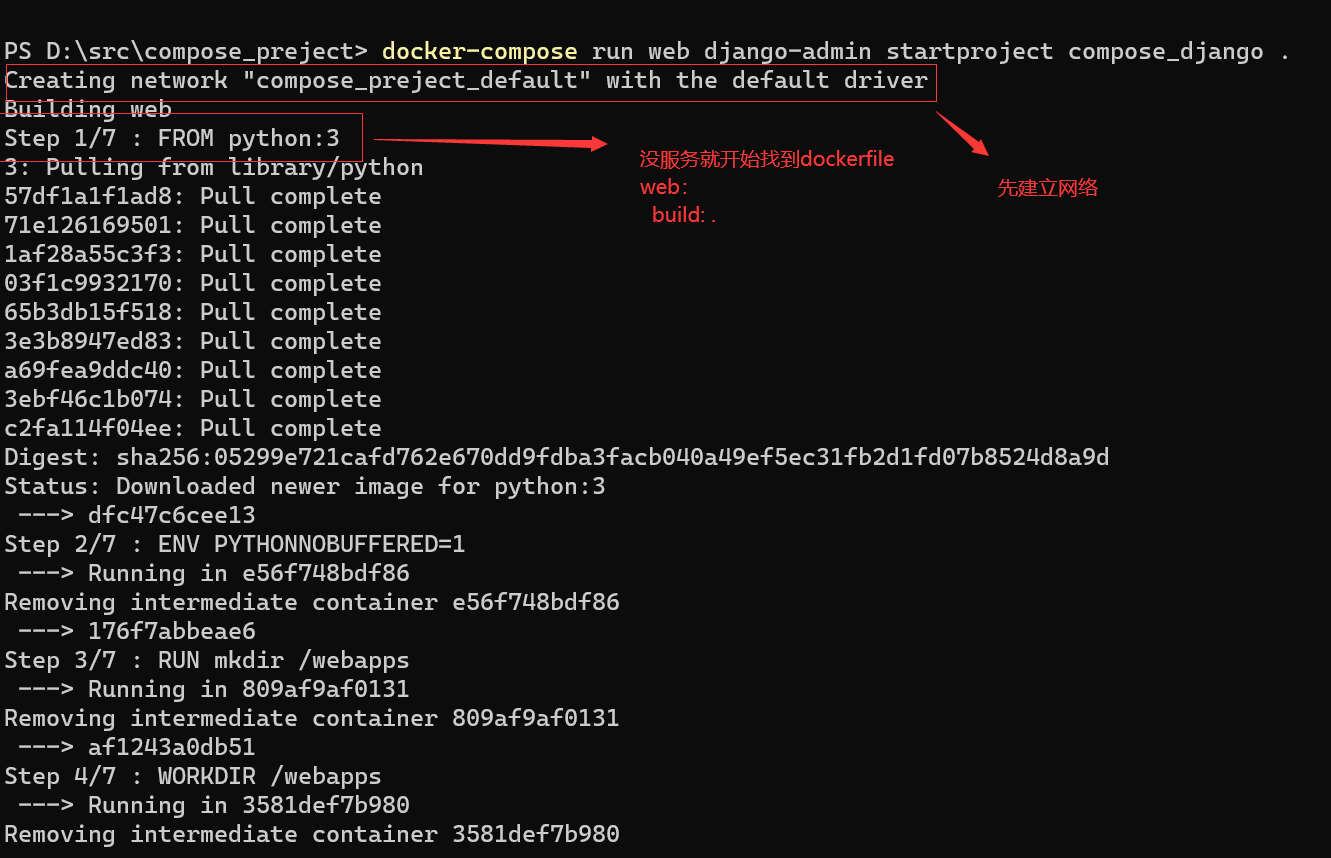 PS D:\src\compose_preject> docker-compose run web django-admin startproject compose_django .
Creating network "compose_preject_default" with the default driver
Building web
Step 1/7 : FROM python:3
没服务就开始找到dockerfile
web：
build: .
先建立网络
3: Pulling from library/python
57df1a1f1ad8: Pull complete
71e126169501: Pull complete
1af28a55c3f3: Pull complete
03f1c9932170: Pull complete
65b3db15f518: Pull complete
3e3b8947ed83: Pull complete
a69fea9ddc40: Pull complete
3ebf46c1b074: Pull complete
c2fa114f04ee: Pull complete
Digest: sha256:05299e721cafd762e670dd9fdba3facb040a49ef5ec31fb2d1fd07b8524d8a9d
Status: Downloaded newer image for python:3
---> dfc47c6cee13
Step 2/7 : ENV PYTHONNOBUFFERED=1
---> Running in e56f748bdf86
Removing intermediate container e56f748bdf86
---> 176f7abbeae6
Step 3/7 : RUN mkdir /webapps
---> Running in 809af9af0131
Removing intermediate container 809af9af0131
---> af1243a0db51
Step 4/7 : WORKDIR /webapps
---> Running in 3581def7b980
Removing intermediate container 3581def7b980